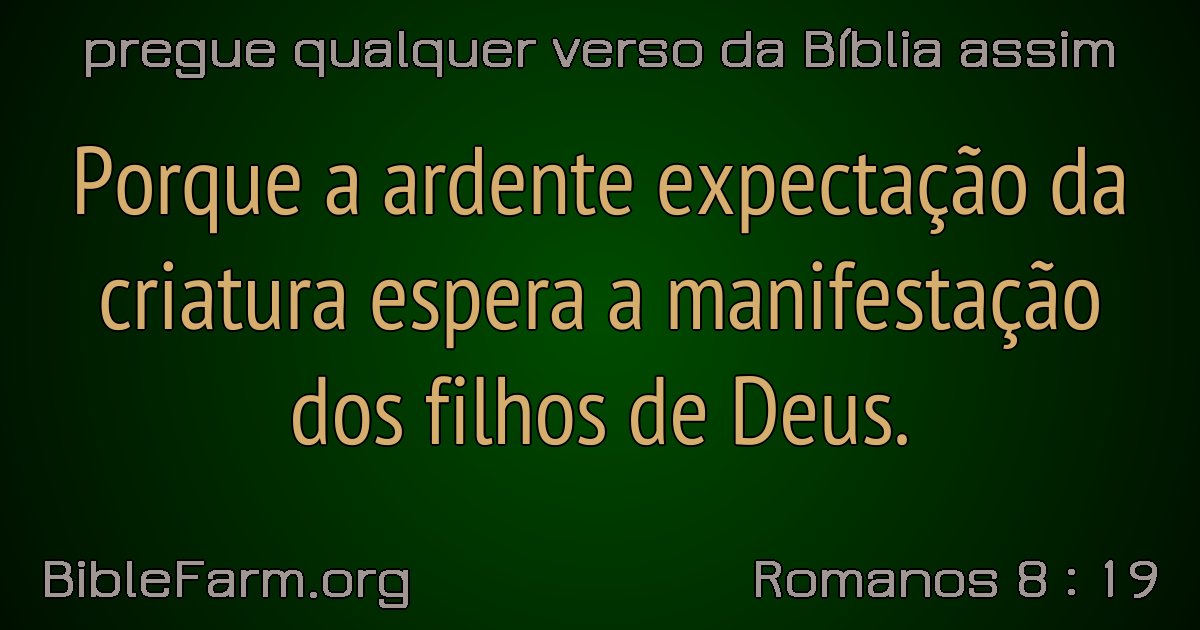 pregue qualquer verso da Bíblia assim
Porque a ardente expectação da
criatura espera a manifestação
dos filhos de Deus.
BibleFarm.org
Romanos 8 : 19